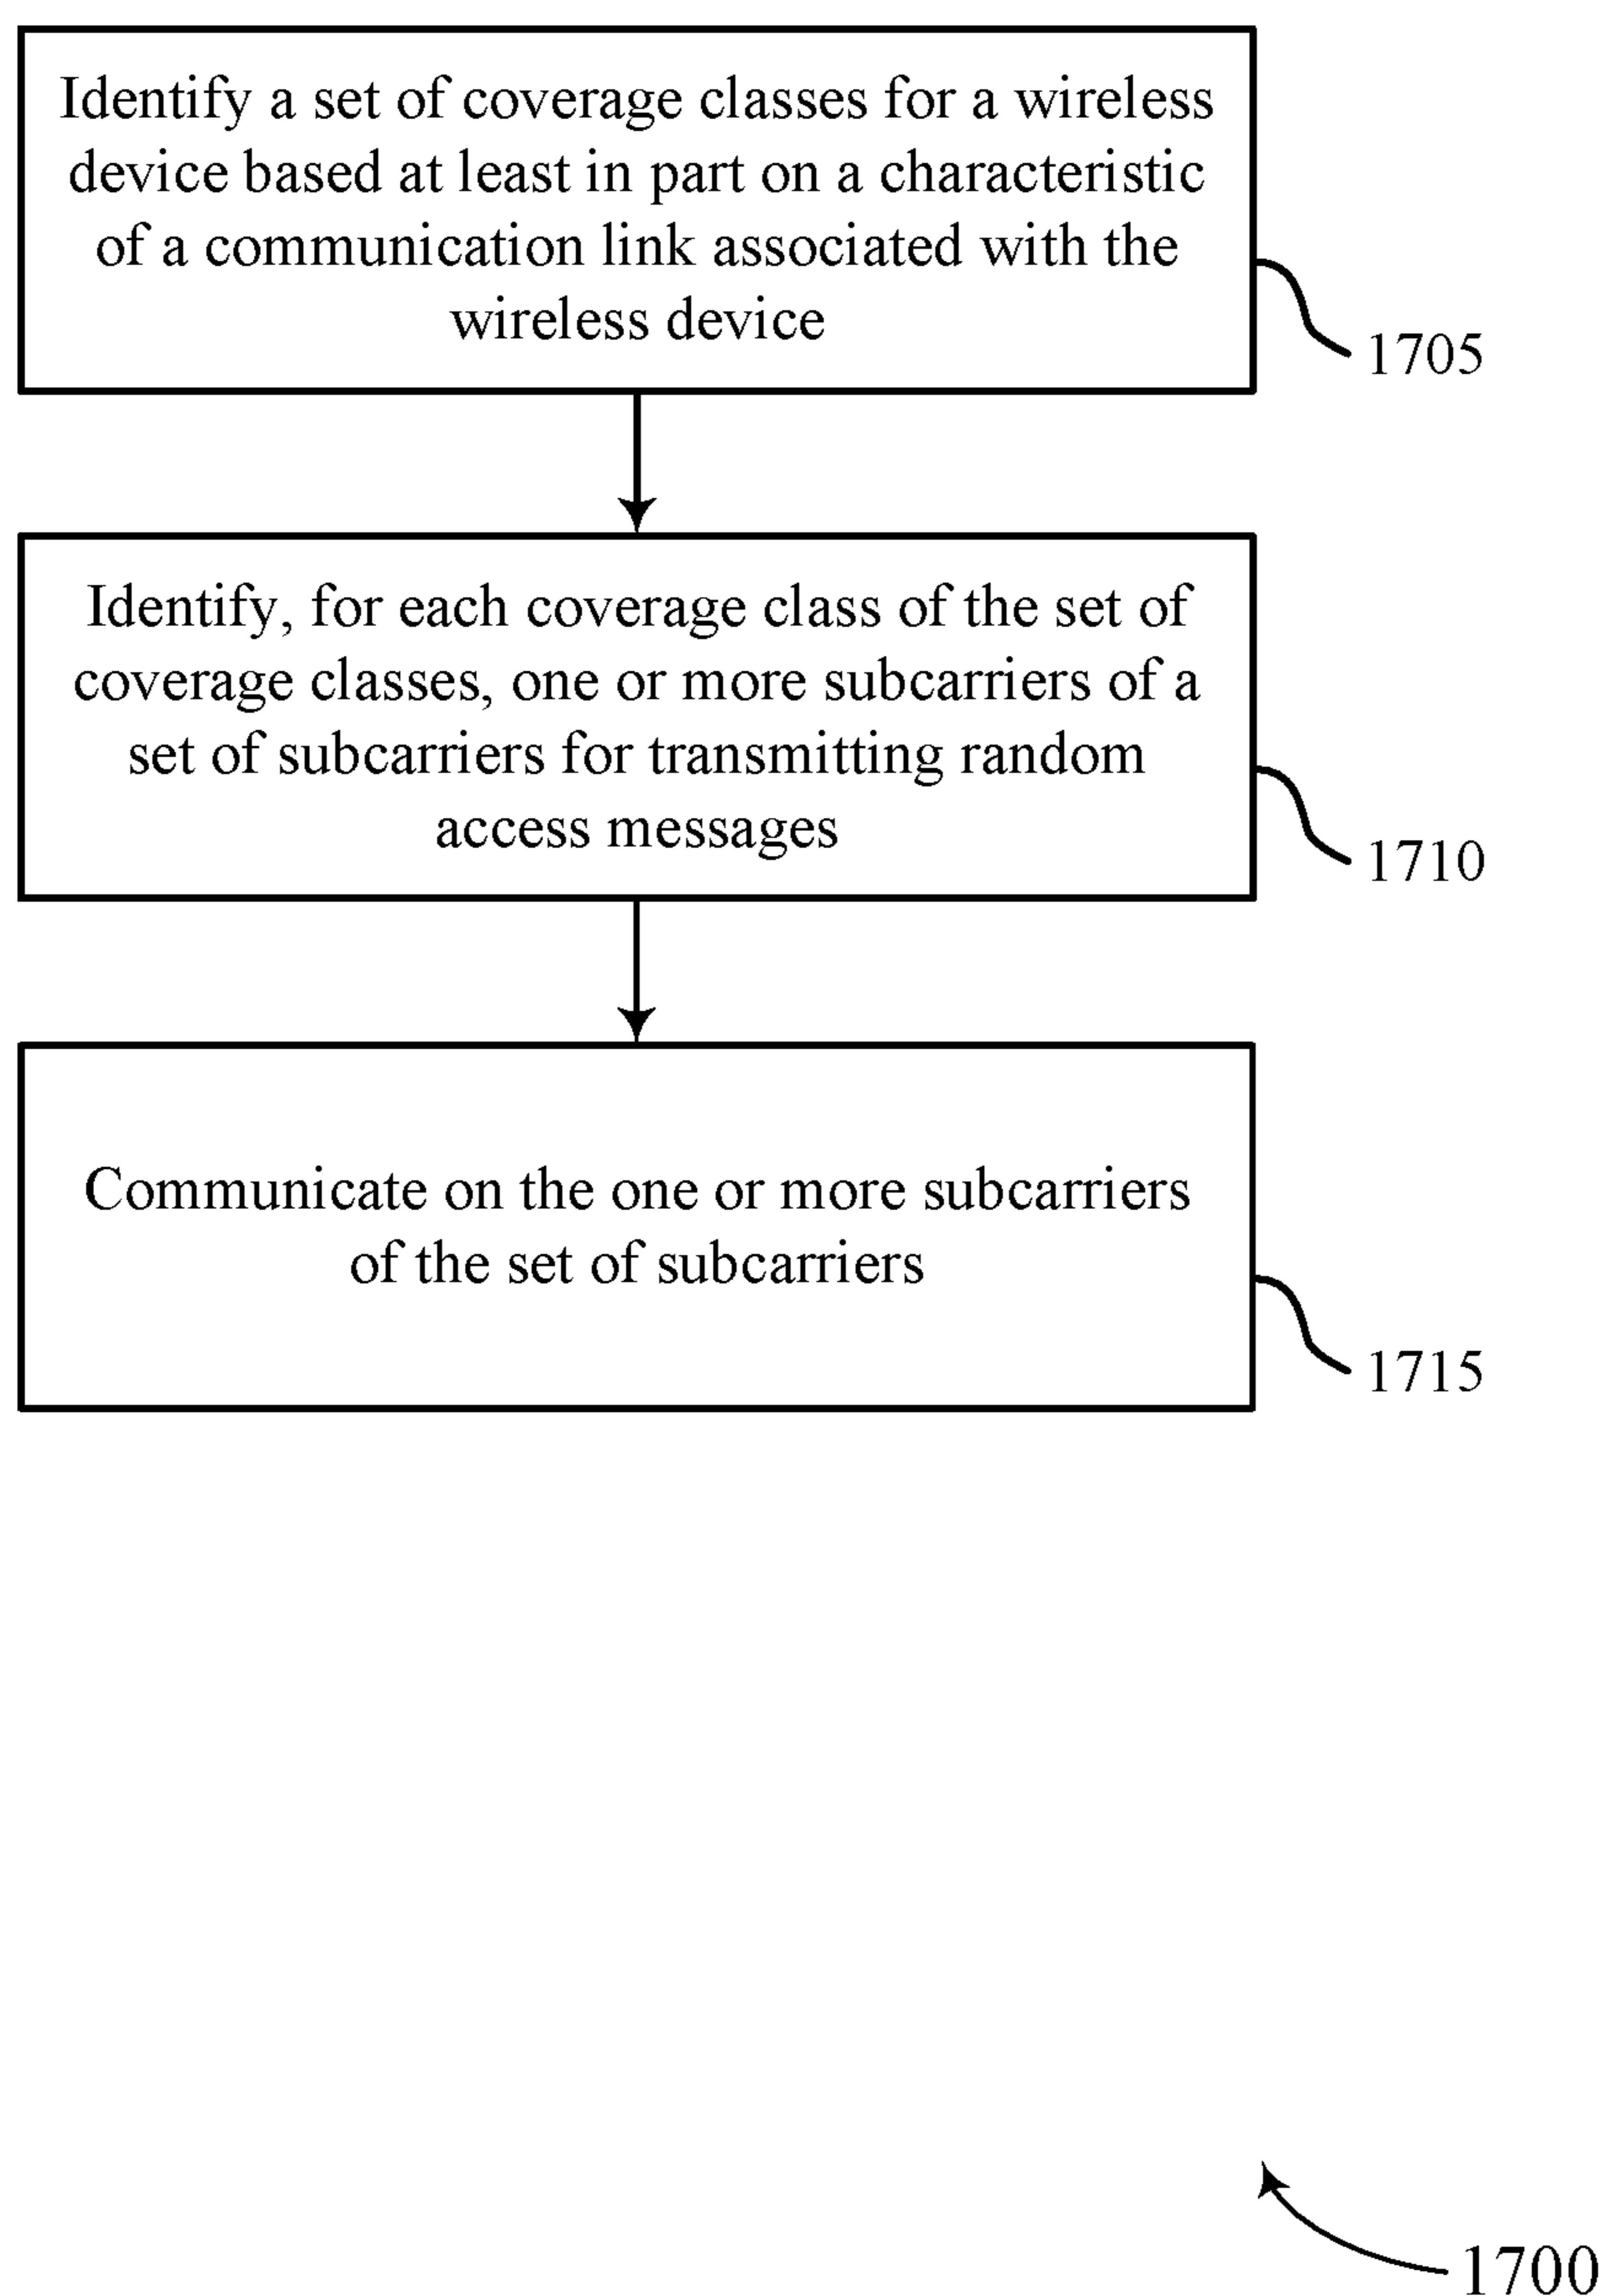 Identify a set of coverage classes for a wireless
device based at least in part on a characteristic
of a communication link associated with the
wireless device
1705
Identify, for each coverage class of the set of
coverage classes, one or more subcarriers of a
set of subcarriers for transmitting random
access messages
1710
Communicate on the one or more subcarriers
of the set of subcarriers
1715
1700